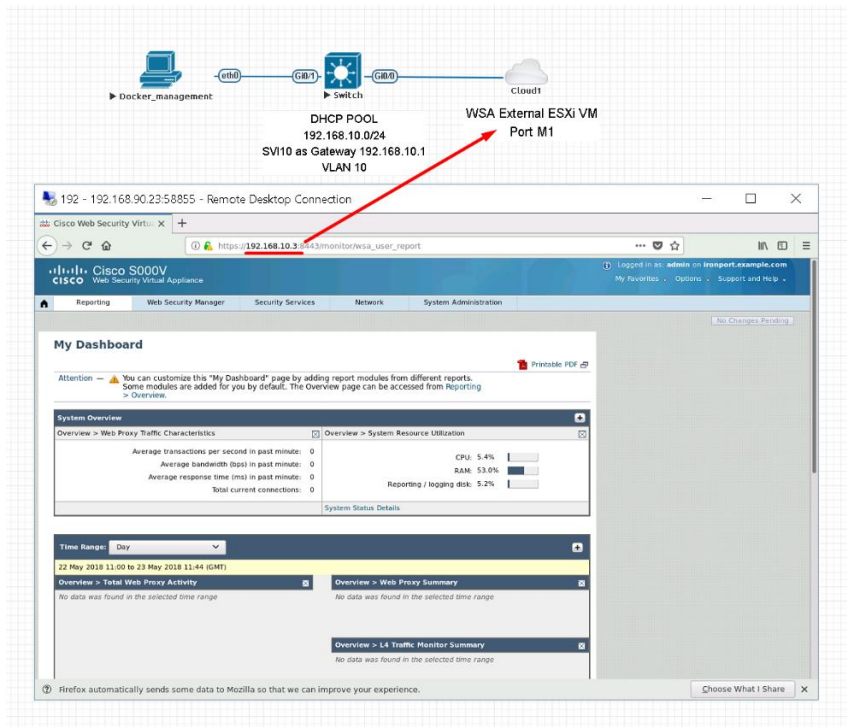 eth0
Gi0/1
Gi0/0
Docker_management
Switch
Cloud1
DHCP POOL
192.168.10.0/24
SVI10 as Gateway 192.168.10.1
VLAN 10
WSA External ESXi VM
Port M1
192 - 192.168.90.23:58855 - Remote Desktop Connection
Cisco Web Security Virtu
https://192.168.10.3:8443/monitor/wsa_user_report
Cisco S000V
CISCO Web Security Virtual Appliance
Logged in as: admin on ironport.example.com
My Favorites Options Support and Help
Reporting Web Security Manager Security Services Network System Administration
No Changes Pending
My Dashboard
Printable PDF
Attention — You can customize this "My Dashboard" page by adding report modules from different reports.
Some modules are added for you by default. The Overview page can be accessed from Reporting
> Overview.
System Overview
Overview > Web Proxy Traffic Characteristics
Average transactions per second in past minute: 0
Average bandwidth (bps) in past minute: 0
Average response time (ms) in past minute: 0
Total current connections: 0
Overview > System Resource Utilization
CPU: 5.4%
RAM: 53.0%
Reporting / logging disk: 5.2%
System Status Details
Time Range: Day
22 May 2018 11:00 to 23 May 2018 11:44 (GMT)
Overview > Total Web Proxy Activity
No data was found in the selected time range
Overview > Web Proxy Summary
No data was found in the selected time range
Overview > L4 Traffic Monitor Summary
No data was found in the selected time range
Firefox automatically sends some data to Mozilla so that we can improve your experience.
Choose What I Share